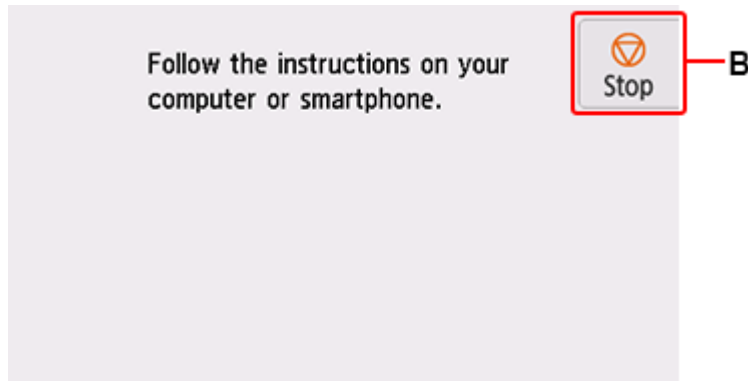 Follow the instructions on your
computer or smartphone.
Stop
B